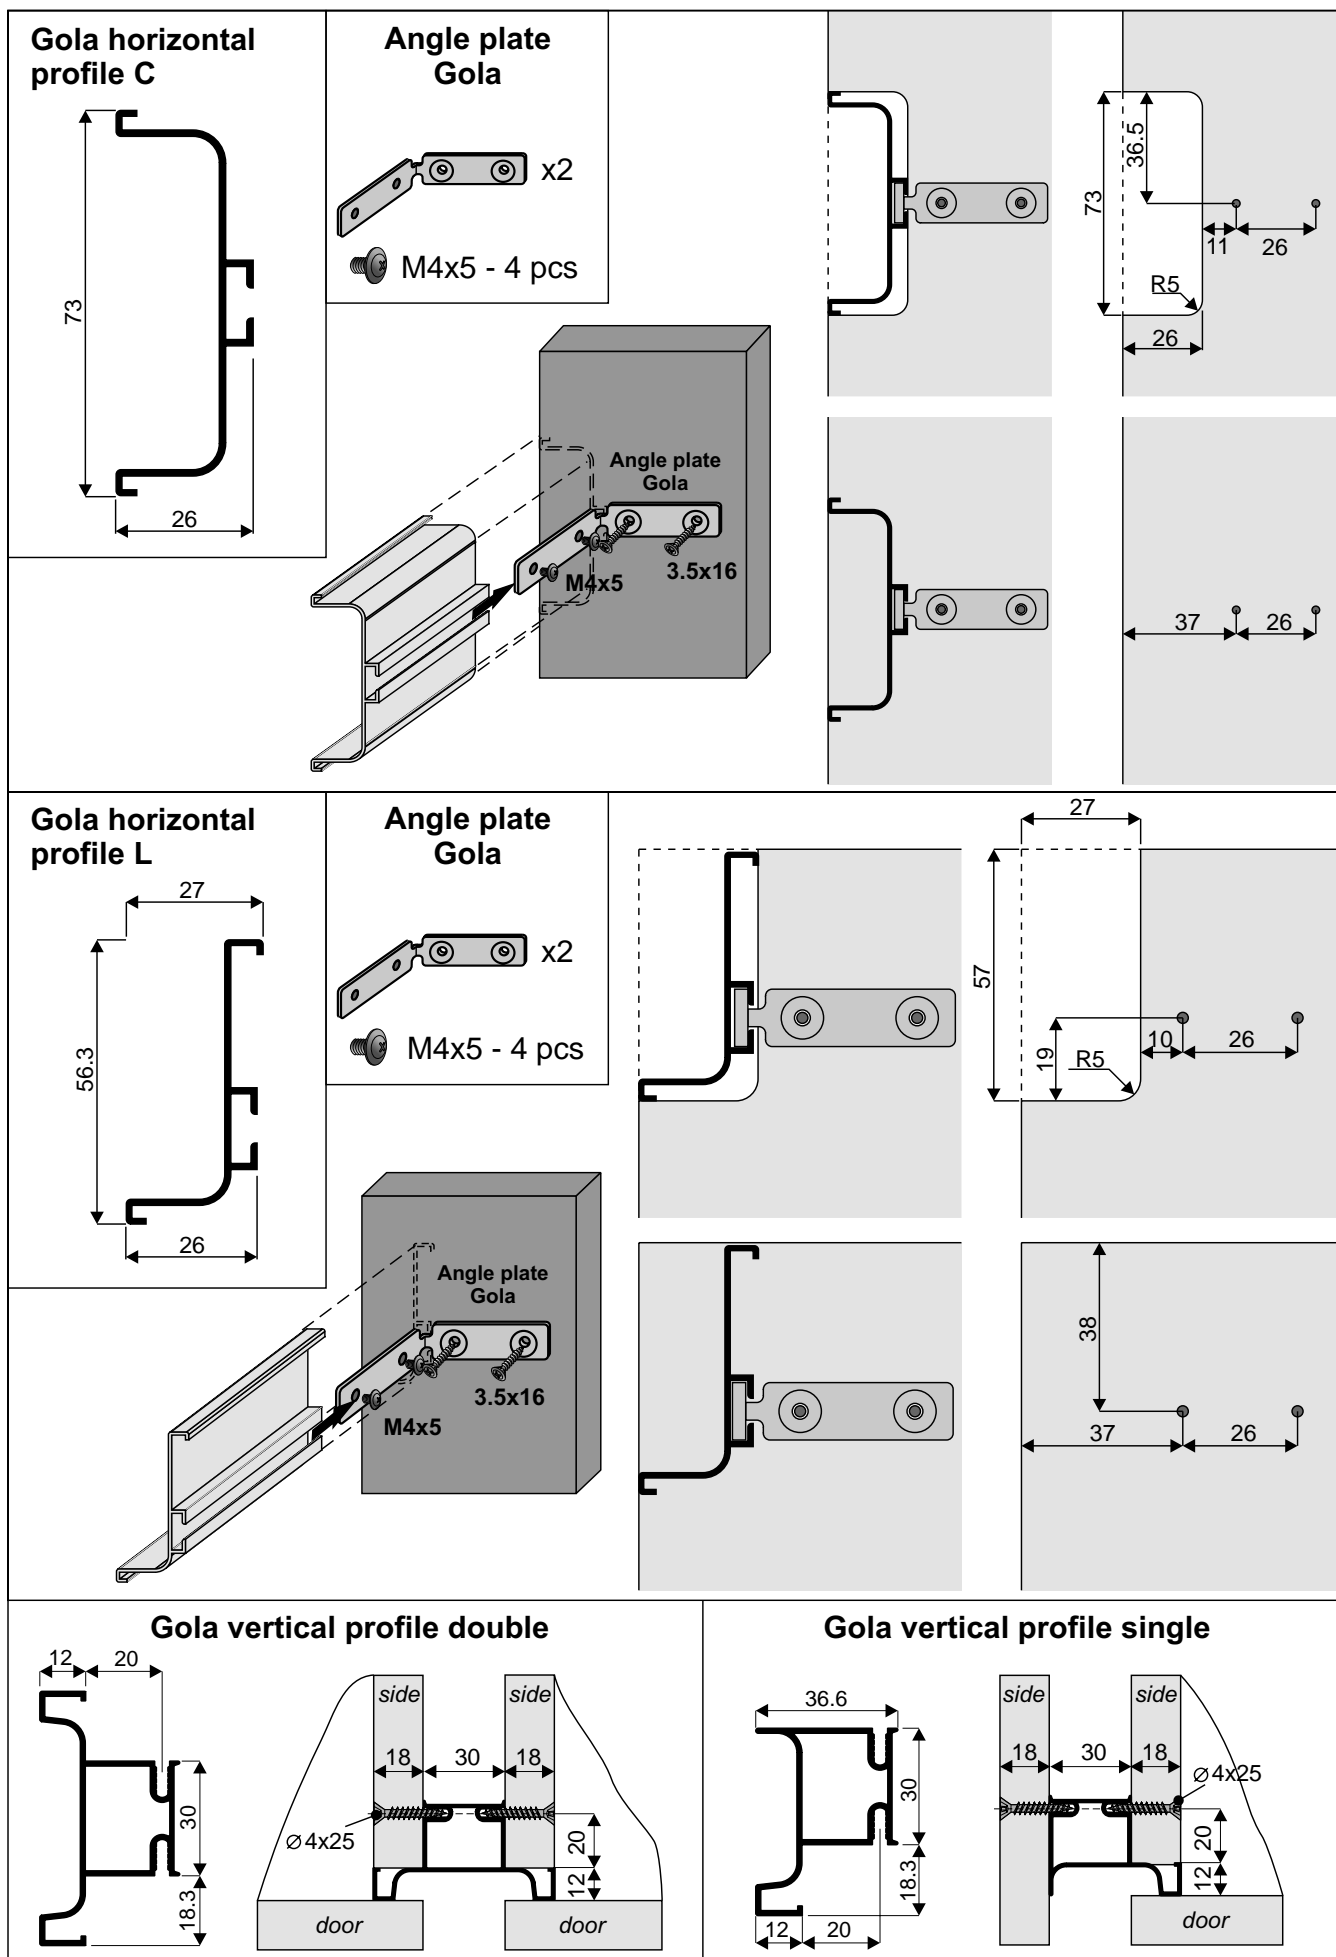 Gola horizontal
profile C
73
26
Angle plate
Gola
x2
M4x5 - 4 pcs
Angle plate
Gola
M4x5
3.5x16
73
36.5
11
26
R5
26
37
26
Gola horizontal
profile L
27
56.3
26
Angle plate
Gola
x2
M4x5 - 4 pcs
Angle plate
Gola
M4x5
3.5x16
27
57
19
R5
10
26
38
37
26
Gola vertical profile double
12
20
30
18.3
side
side
18
30
18
Ø4x25
20
12
door
door
Gola vertical profile single
36.6
30
18.3
12
20
side
side
18
30
18
Ø4x25
20
12
door